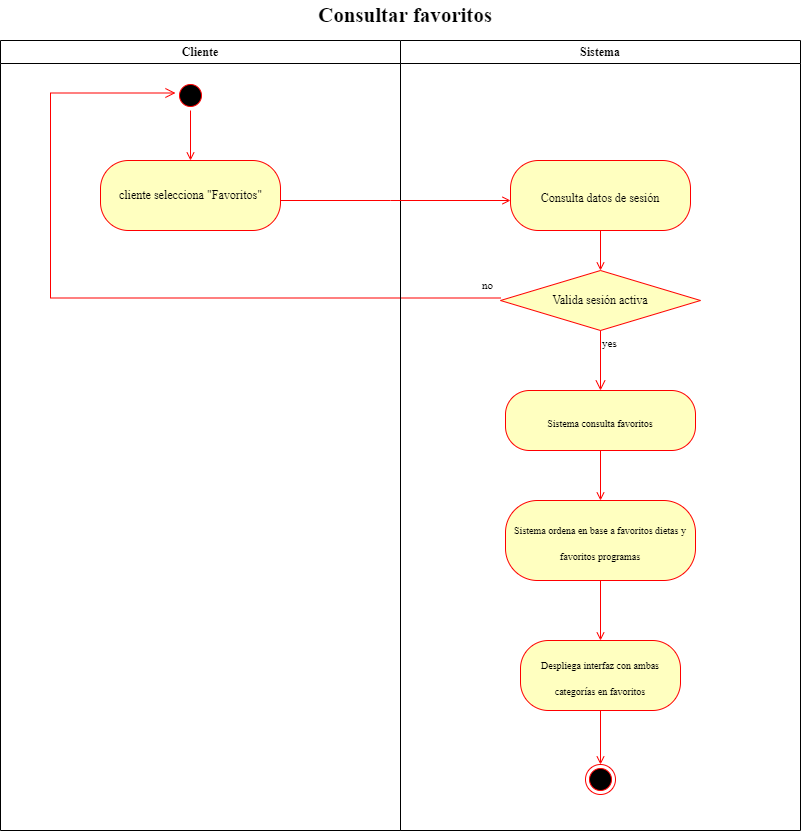 Consultar favoritos
Cliente
Sistema
cliente selecciona "Favoritos"
Consulta datos de sesión
no
Valida sesión activa
yes
Sistema consulta favoritos
Sistema ordena en base a favoritos dietas y
favoritos programas
Despliega interfaz con ambas
categorías en favoritos